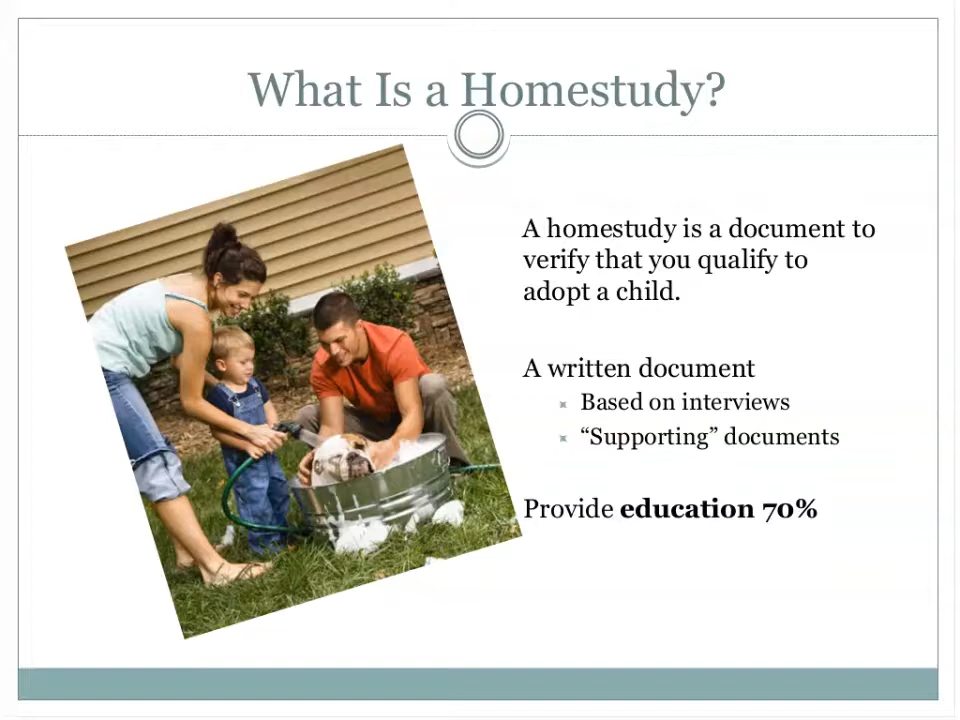 What Is a Homestudy?
A homestudy is a document to
verify that you qualify to
adopt a child.
A written document
Based on interviews
“Supporting” documents
Provide education 70%